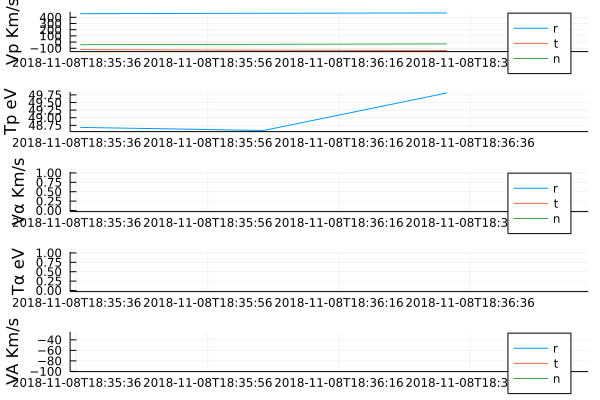 Vp Km/s
400
300
200
100
0
−100
2018-11-08T18:35:36 2018-11-08T18:35:56 2018-11-08T18:36:16 2018-11-08T18:3
r
t
n
Tp eV
49.75
49.50
49.25
49.00
48.75
2018-11-08T18:35:36 2018-11-08T18:35:56 2018-11-08T18:36:16 2018-11-08T18:36:36
Vα Km/s
1.00
0.75
0.50
0.25
0.00
2018-11-08T18:35:36 2018-11-08T18:35:56 2018-11-08T18:36:16 2018-11-08T18:3
r
t
n
Tα eV
1.00
0.75
0.50
0.25
0.00
2018-11-08T18:35:36 2018-11-08T18:35:56 2018-11-08T18:36:16 2018-11-08T18:36:36
VA Km/s
−40
−60
−80
−100
2018-11-08T18:35:36 2018-11-08T18:35:56 2018-11-08T18:36:16 2018-11-08T18:3
r
t
n